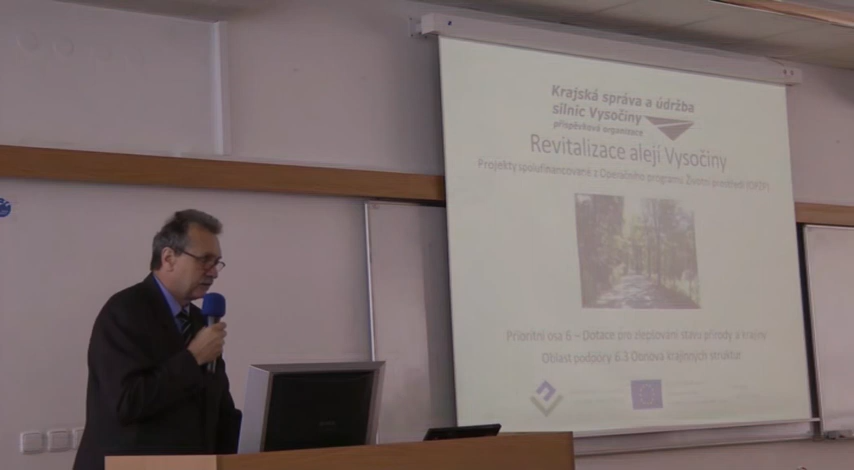 Krajská správa a údržba
silnic Vysočiny
příspěvková organizace
Revitalizace alejí Vysočiny
Projekty spolufinancované z Operačního programu Životní prostředí (OPŽP)
Prioritní osa 6 – Dotace pro zlepšování stavu přírody a krajiny
Oblast podpory 6.3 Obnova krajinných struktur